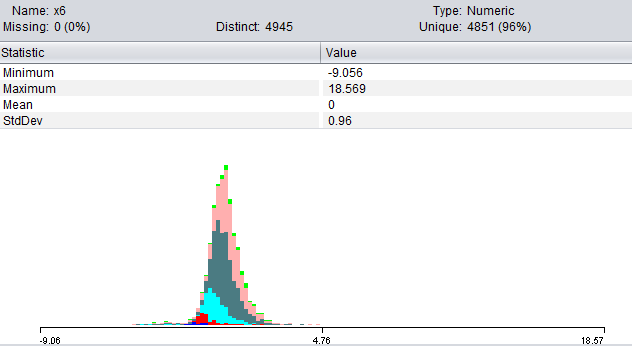 Name: x6 Type: Numeric
Missing: 0 (0%) Distinct: 4945 Unique: 4851 (96%)
Statistic Value
Minimum -9.056
Maximum 18.569
Mean 0
StdDev 0.96
-9.06 4.76 18.57